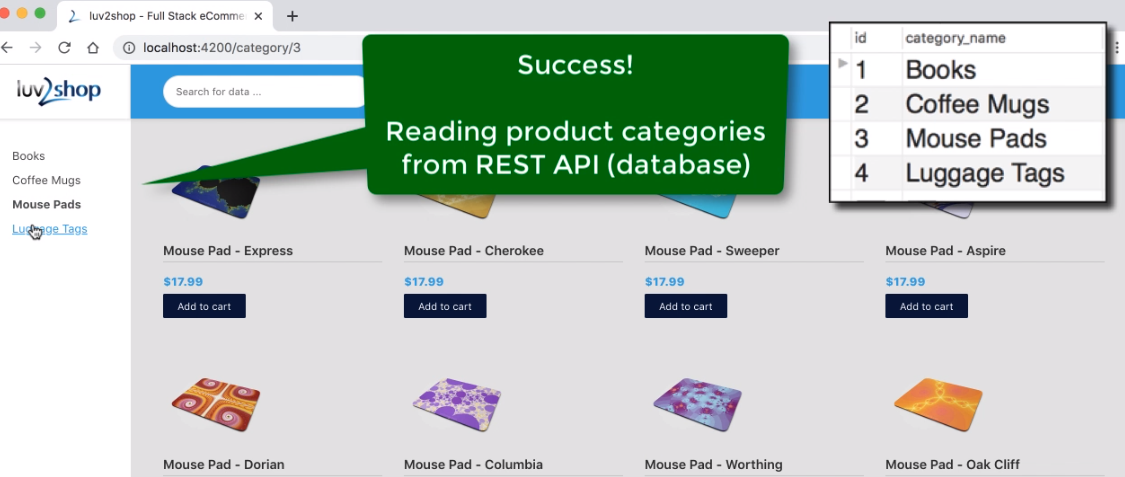 luv2shop - Full Stack eComme
localhost:4200/category/3
luv2shop
Search for data ...
Success!
Reading product categories
from REST API (database)
id category_name
1 Books
2 Coffee Mugs
3 Mouse Pads
4 Luggage Tags
Books
Coffee Mugs
Mouse Pads
Luggage Tags
Mouse Pad - Express
Mouse Pad - Cherokee
Mouse Pad - Sweeper
Mouse Pad - Aspire
$17.99
$17.99
$17.99
$17.99
Add to cart
Add to cart
Add to cart
Add to cart
Mouse Pad - Dorian
Mouse Pad - Columbia
Mouse Pad - Worthing
Mouse Pad - Oak Cliff